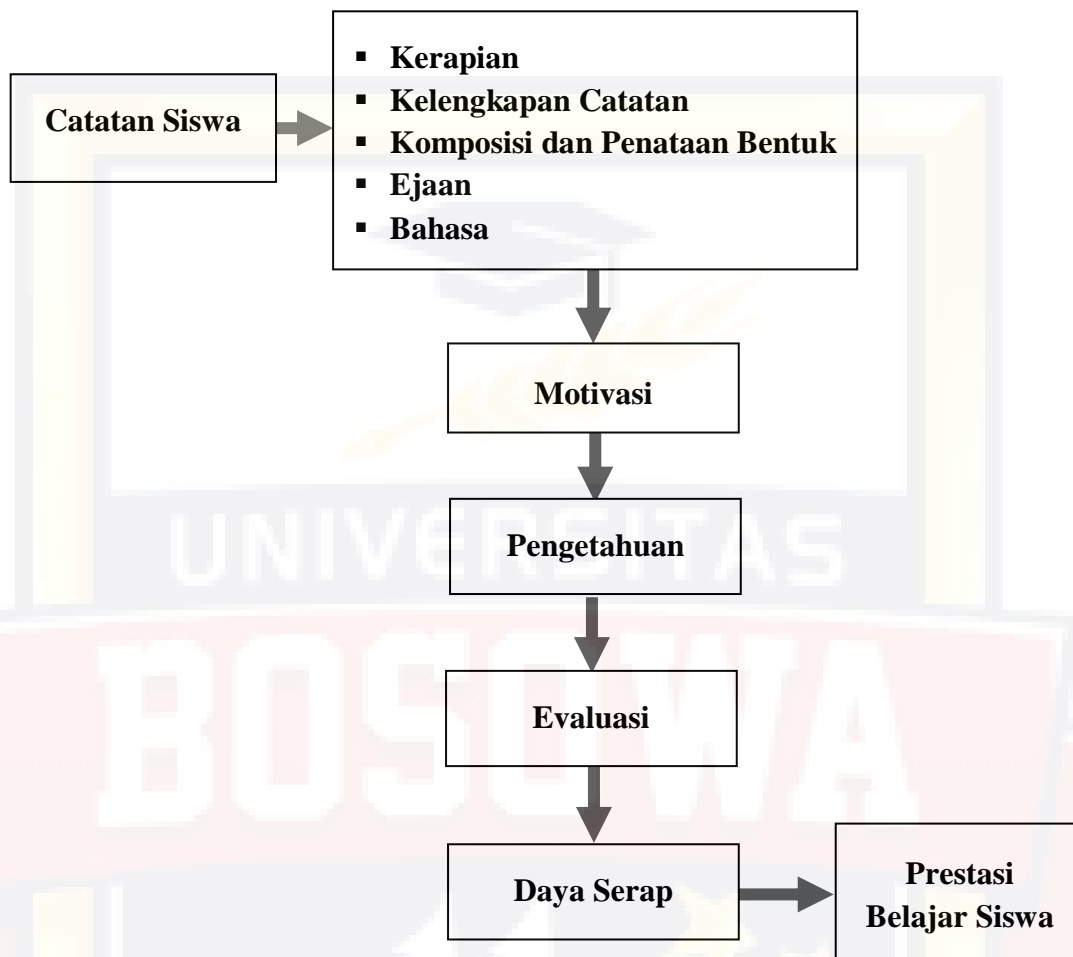 Catatan Siswa
▪ Kerapian
▪ Kelengkapan Catatan
▪ Komposisi dan Penataan Bentuk
▪ Ejaan
▪ Bahasa
Motivasi
Pengetahuan
Evaluasi
Daya Serap
Prestasi
Belajar Siswa
UNIVERSITAS
BOSOWA